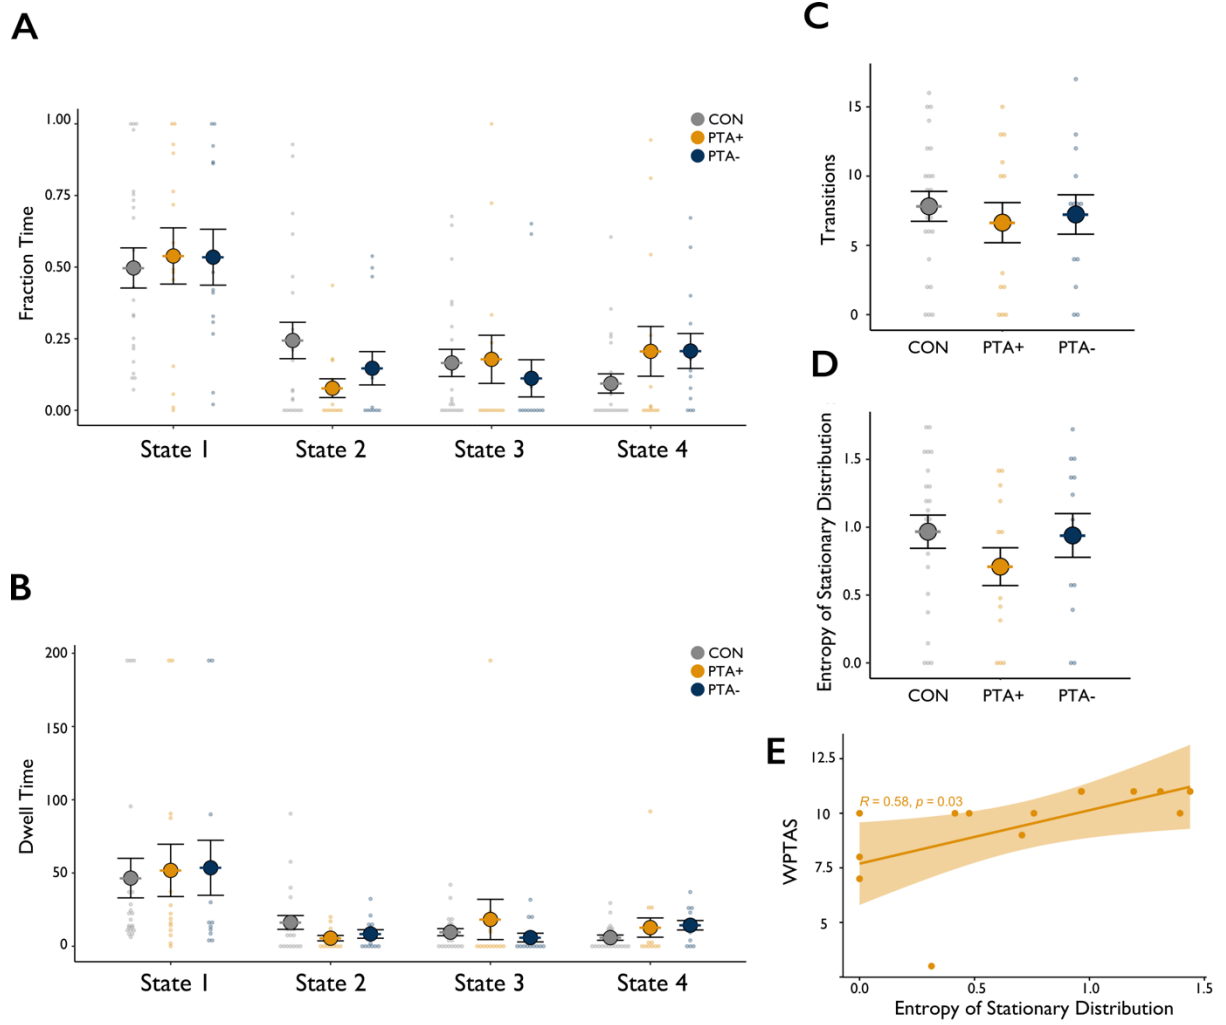 A
1.00
0.75
0.50
0.25
0.00
Fraction Time
CON
PTA+
PTA-
State 1
State 2
State 3
State 4
B
200
150
100
50
0
Dwell Time
CON
PTA+
PTA-
State 1
State 2
State 3
State 4
C
15
10
5
0
Transitions
CON
PTA+
PTA-
D
1.5
1.0
0.5
0.0
Entropy of Stationary Distribution
CON
PTA+
PTA-
E
12.5
10
7.5
5
WPTAS
R = 0.58, p = 0.03
0.0
0.5
1.0
1.5
Entropy of Stationary Distribution